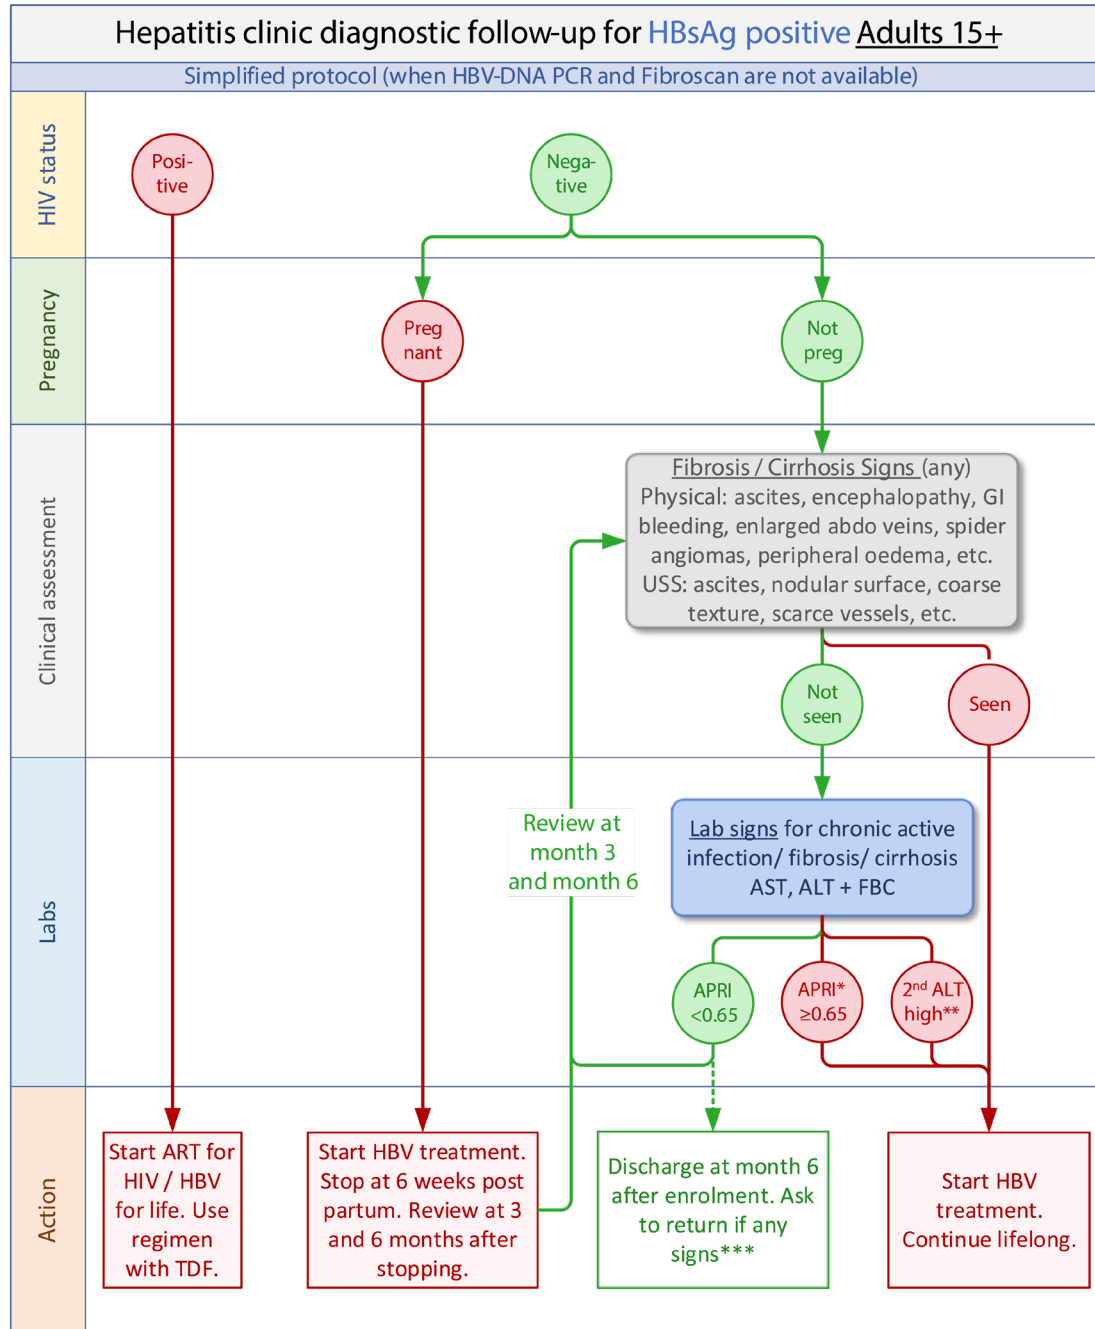 Hepatitis clinic diagnostic follow-up for HBsAg positive Adults 15+
Simplified protocol (when HBV-DNA PCR and Fibroscan are not available)
HIV status
Posi-
tive
Nega-
tive
Pregnancy
Preg
nant
Not
preg
Clinical assessment
Fibrosis / Cirrhosis Signs (any)
Physical: ascites, encephalopathy, GI
bleeding, enlarged abdo veins, spider
angiomas, peripheral oedema, etc.
USS: ascites, nodular surface, coarse
texture, scarce vessels, etc.
Not
seen
Seen
Labs
Review at
month 3
and month 6
Lab signs for chronic active
infection/ fibrosis/ cirrhosis
AST, ALT + FBC
APRI
<0.65
APRI*
≥0.65
2nd ALT
high**
Action
Start ART for
HIV / HBV
for life. Use
regimen
with TDF.
Start HBV treatment.
Stop at 6 weeks post
partum. Review at 3
and 6 months after
stopping.
Discharge at month 6
after enrolment. Ask
to return if any
signs***
Start HBV
treatment.
Continue lifelong.